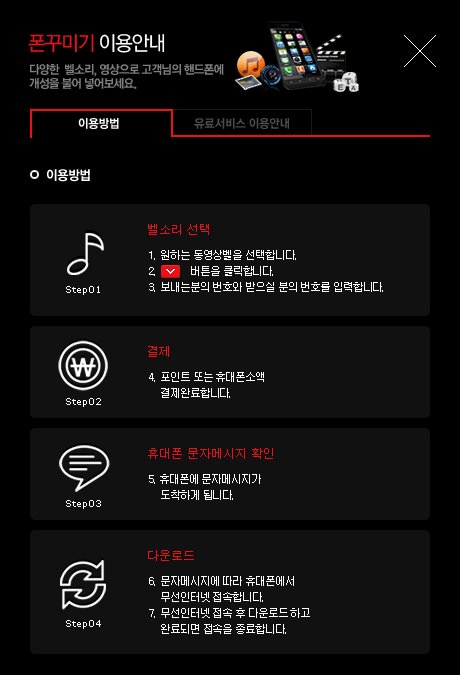 폰꾸미기 이용안내
다양한 벨소리, 영상으로 고객님의 핸드폰에
개성을 불어 넣어보세요.
이용방법
유료서비스 이용안내
이용방법
벨소리 선택
1. 원하는 동영상벨을 선택합니다.
2. 버튼을 클릭합니다.
3. 보내는분의 번호와 받으실 분의 번호를 입력합니다.
Step01
결제
4. 포인트 또는 휴대폰소액
결제완료합니다.
Step02
휴대폰 문자메시지 확인
5. 휴대폰에 문자메시지가
도착하게 됩니다.
Step03
다운로드
6. 문자메시지에 따라 휴대폰에서
무선인터넷 접속합니다.
7. 무선인터넷 접속 후 다운로드하고
완료되면 접속을 종료합니다.
Step04